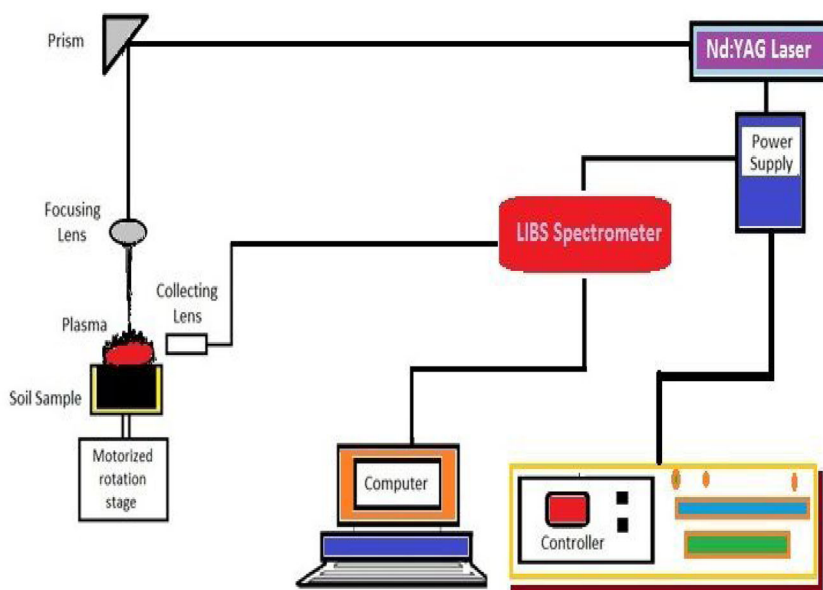 Prism
Nd:YAG Laser
Power
Supply
Focusing
Lens
LIBS Spectrometer
Collecting
Lens
Plasma
Soil Sample
Motorized
rotation
stage
Computer
Controller